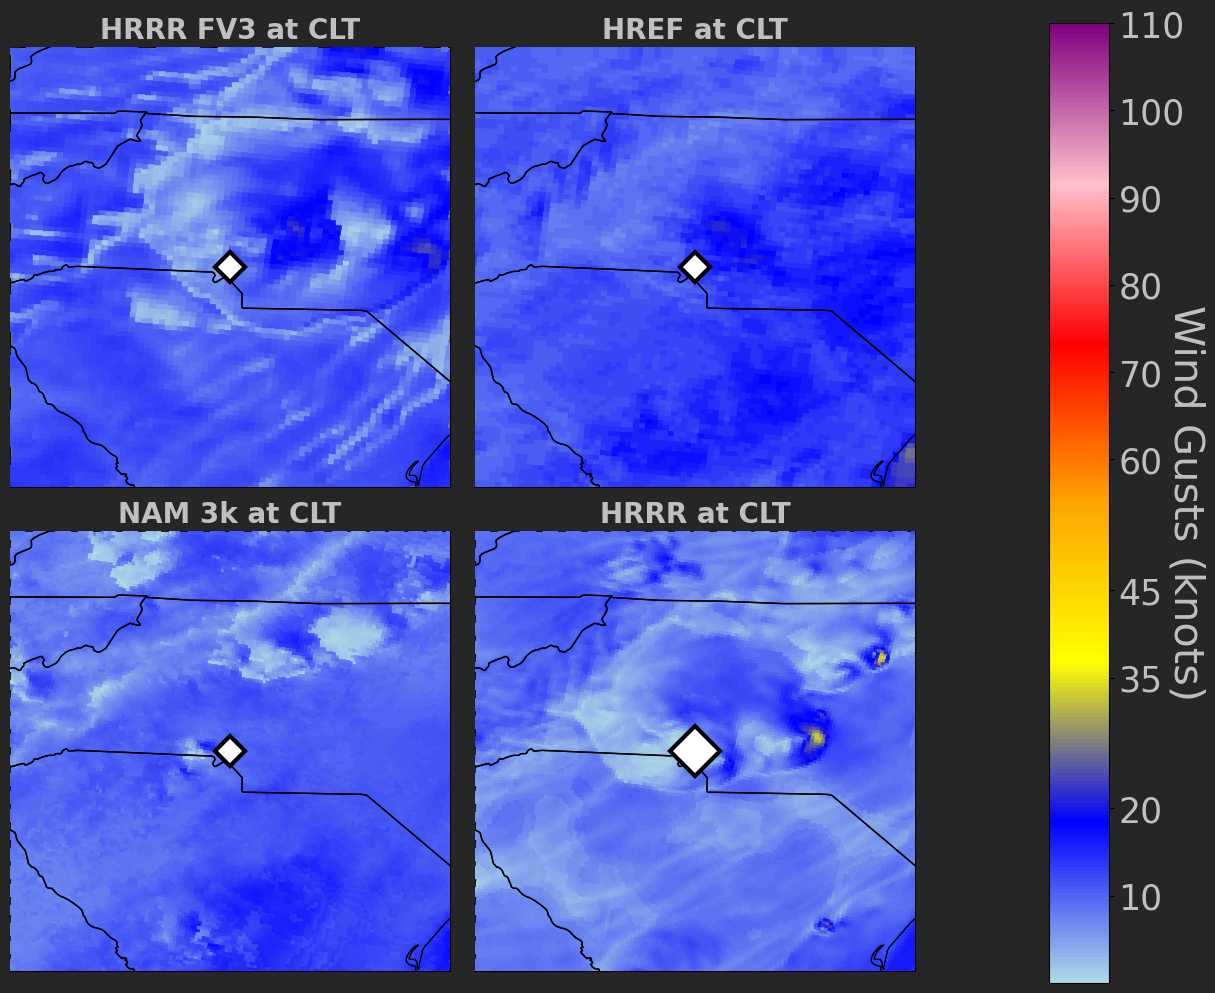 HRRR FV3 at CLT
HREF at CLT
NAM 3k at CLT
HRRR at CLT
110
100
90
80
70
60
45
35
20
10
Wind Gusts (knots)